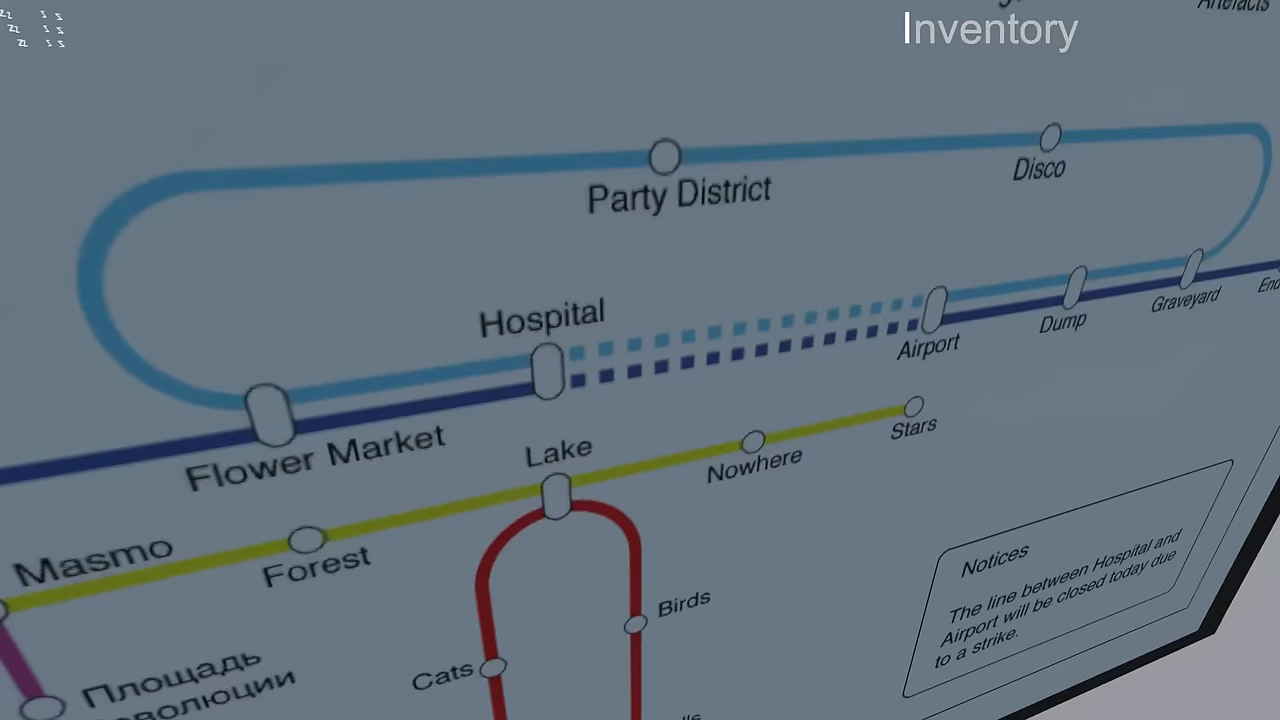 Artefacts
Inventory
Party District
Disco
Hospital
Airport
Dump
Graveyard
Flower Market
Lake
Nowhere
Stars
Masmo
Forest
Birds
Cats
Площадь
Notices
The line between Hospital and
Airport will be closed today due
to a strike.